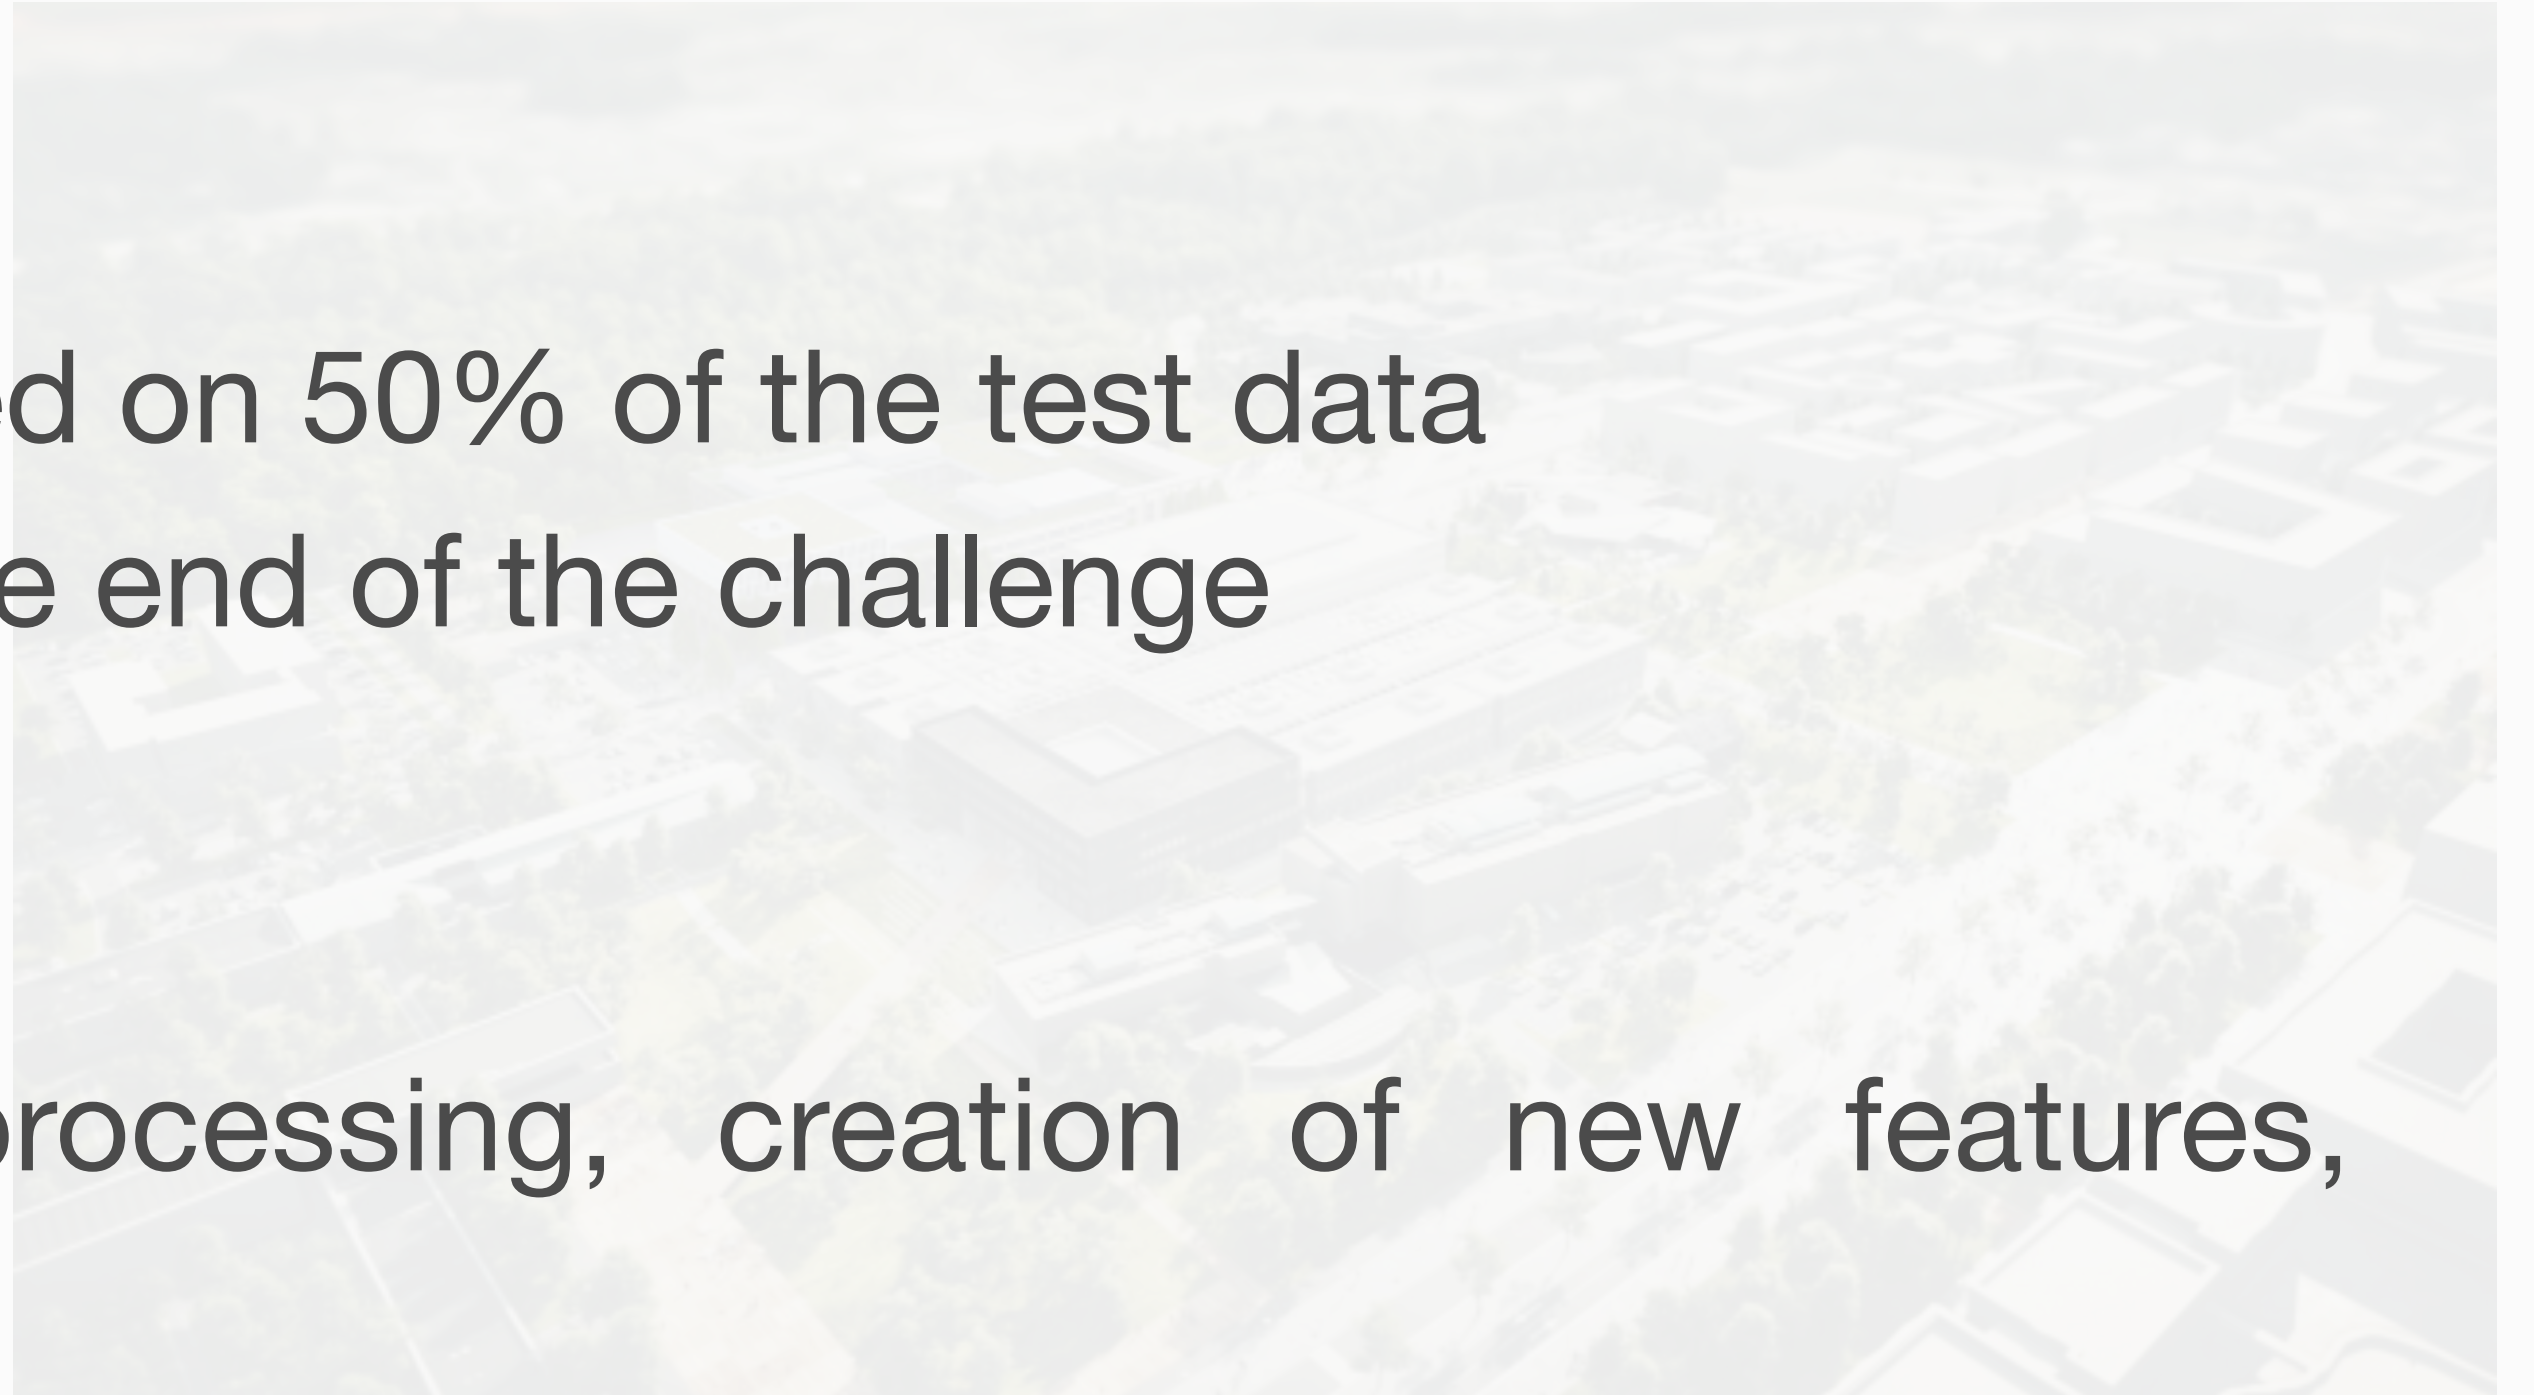 ed on 50% of the test data
e end of the challenge
processing, creation of new features,